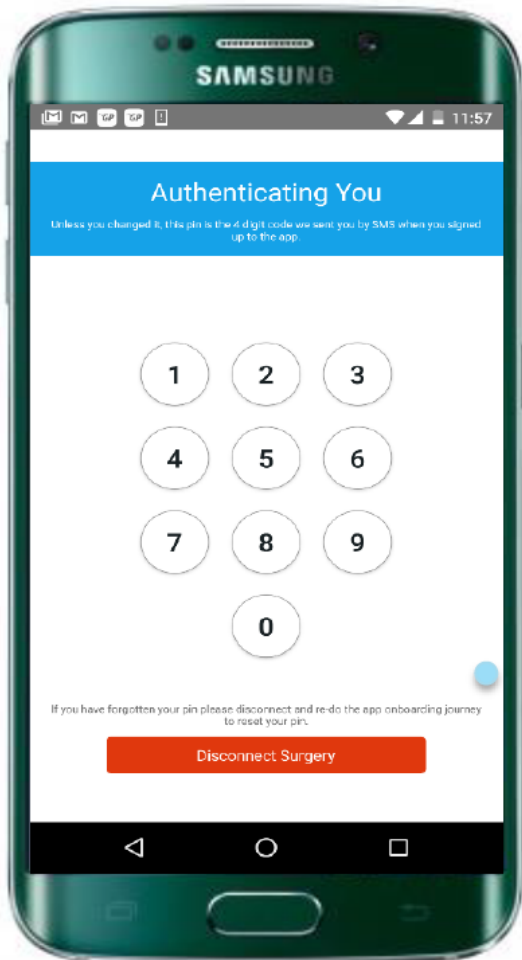 SAMSUNG
11:57
Authenticating You
Unless you changed it, this pin is the 4 digit code we sent you by SMS when you signed
up to the app.
1 2 3
4 5 6
7 8 9
0
If you have forgotten your pin please disconnect and re-do the app onboarding journey
to reset your pin.
Disconnect Surgery